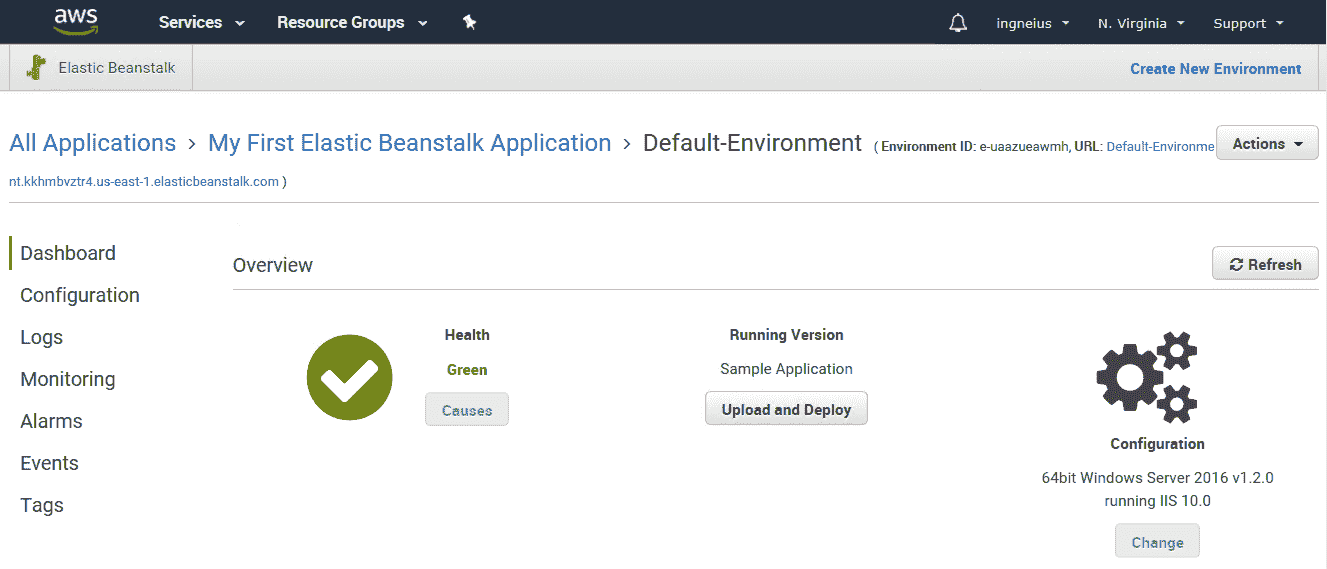 aws Services Resource Groups ingneius N. Virginia Support
Elastic Beanstalk Create New Environment
All Applications > My First Elastic Beanstalk Application > Default-Environment ( Environment ID: e-uaazueawmh, URL: Default-Environme Actions
nt.kkhmbvztr4.us-east-1.elasticbeanstalk.com )
Dashboard
Configuration
Logs
Monitoring
Alarms
Events
Tags
Overview Refresh
Health
Green
Causes
Running Version
Sample Application
Upload and Deploy
Configuration
64bit Windows Server 2016 v1.2.0
running IIS 10.0
Change